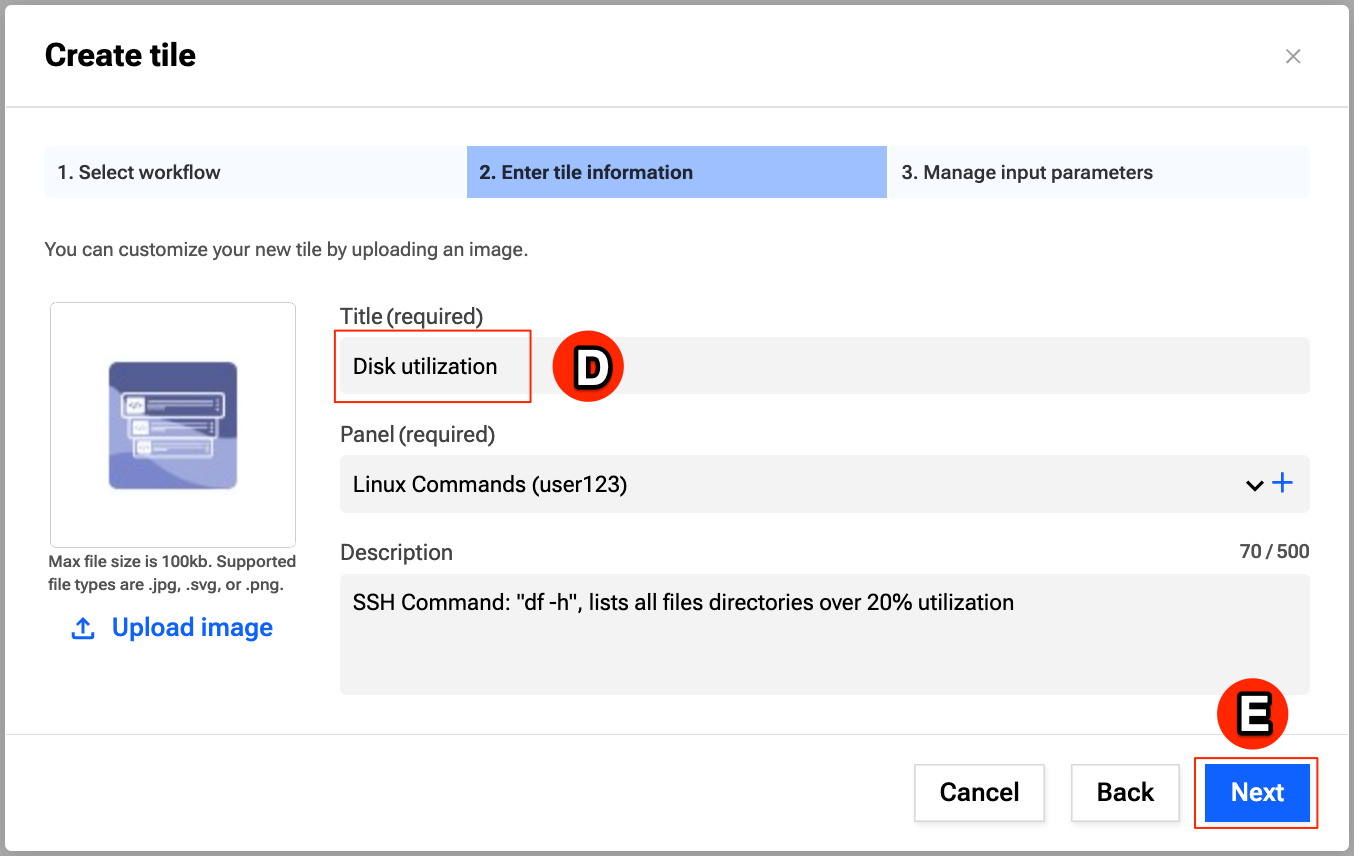 Create tile
1. Select workflow
2. Enter tile information
3. Manage input parameters
You can customize your new tile by uploading an image.
Title (required)
Disk utilization
D
Panel (required)
Linux Commands (user123)
Description
70 / 500
SSH Command: "df -h", lists all files directories over 20% utilization
Max file size is 100kb. Supported
file types are .jpg, .svg, or .png.
Upload image
E
Cancel
Back
Next